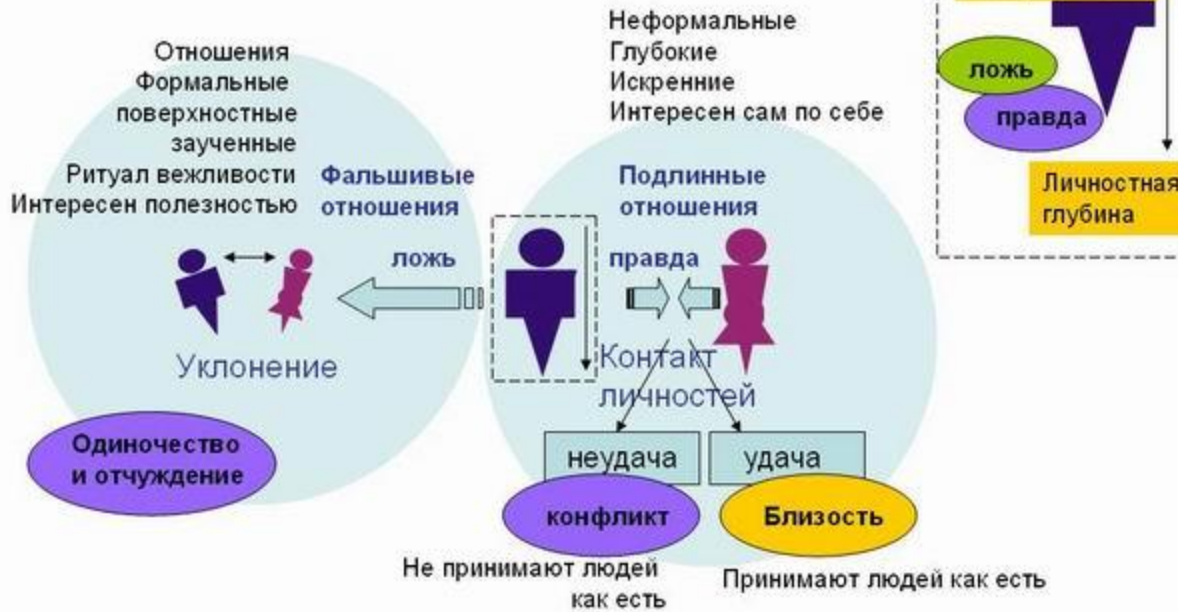 Отношения
Формальные
поверхностные
заученные
Ритуал вежливости
Интересен полезностью
Фальшивые
отношения
ложь
Уклонение
Одиночество
и отчуждение
Неформальные
Глубокие
Искренние
Интересен сам по себе
Подлинные
отношения
правда
Контакт
личностей
неудача
удача
конфликт
Близость
Не принимают людей
как есть
Принимают людей как есть
ложь
правда
Личностная
глубина